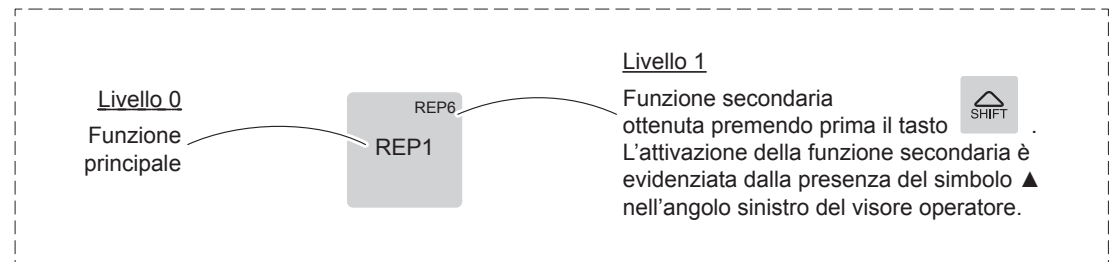 Livello 0
Funzione
principale
REP6
REP1
Livello 1
Funzione secondaria
ottenuta premendo prima il tasto SHIFT .
L’attivazione della funzione secondaria è
evidenziata dalla presenza del simbolo ▲
nell’angolo sinistro del visore operatore.